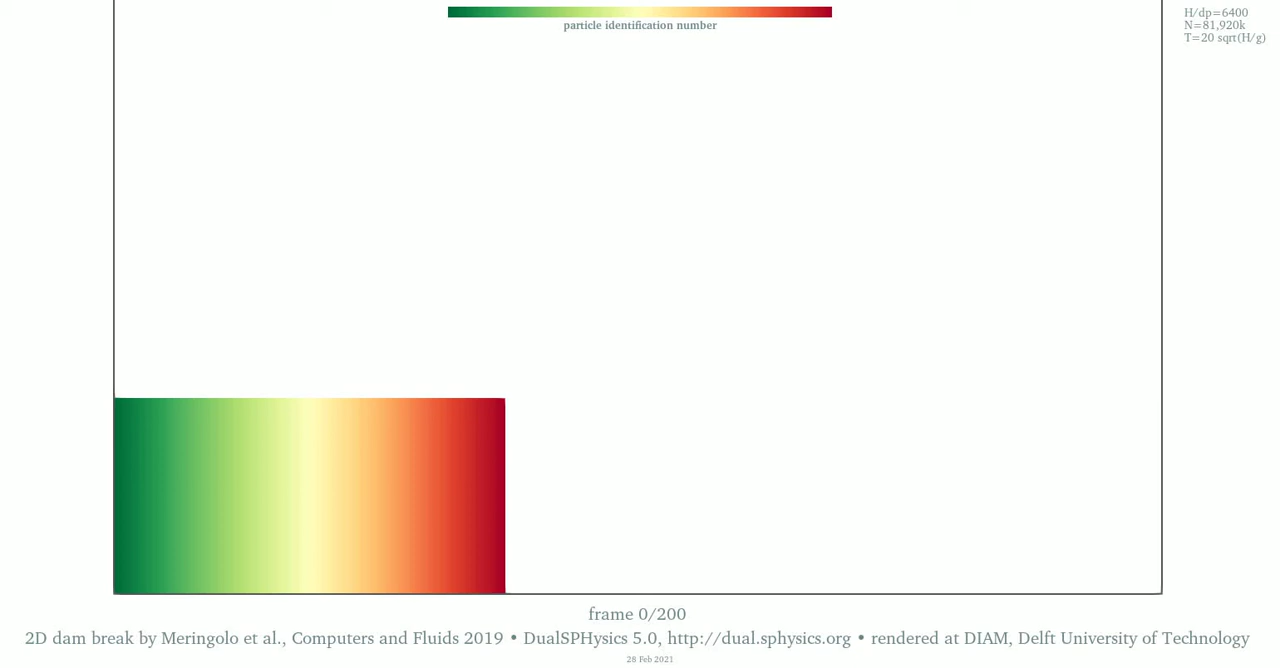 particle identification number
H/dp=6400
N=81,920k
T=20 sqrt(H/g)
frame 0/200
2D dam break by Meringolo et al., Computers and Fluids 2019 • DualSPHysics 5.0, http://dual.sphysics.org • rendered at DIAM, Delft University of Technology
28 Feb 2021